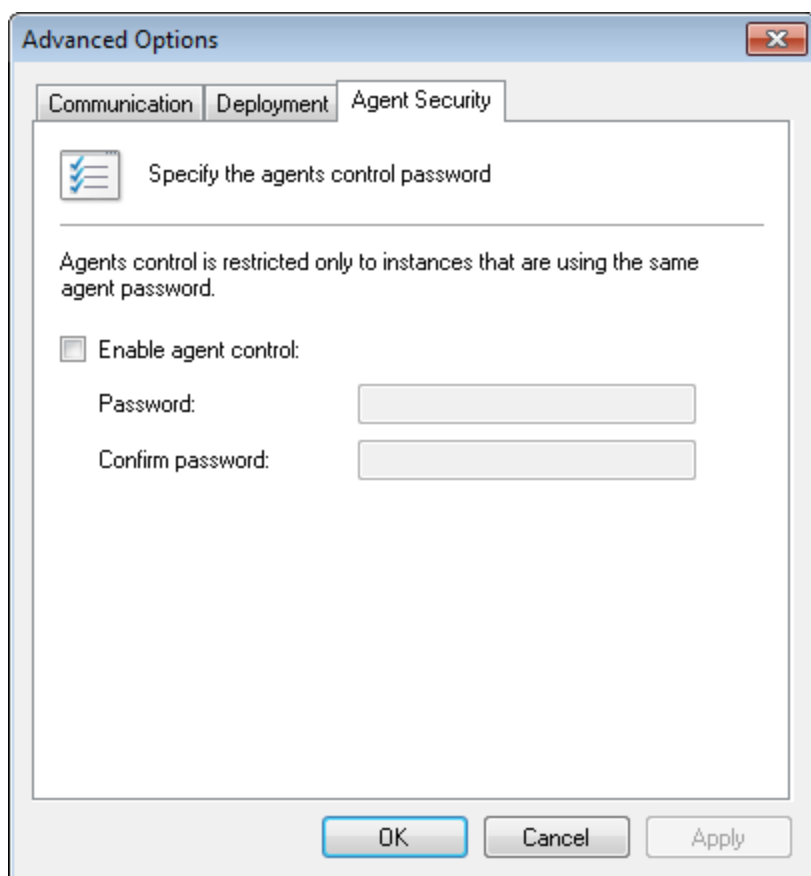 Advanced Options
Communication
Deployment
Agent Security
Specify the agents control password
Agents control is restricted only to instances that are using the same
agent password.
Enable agent control:
Password:
Confirm password:
OK
Cancel
Apply